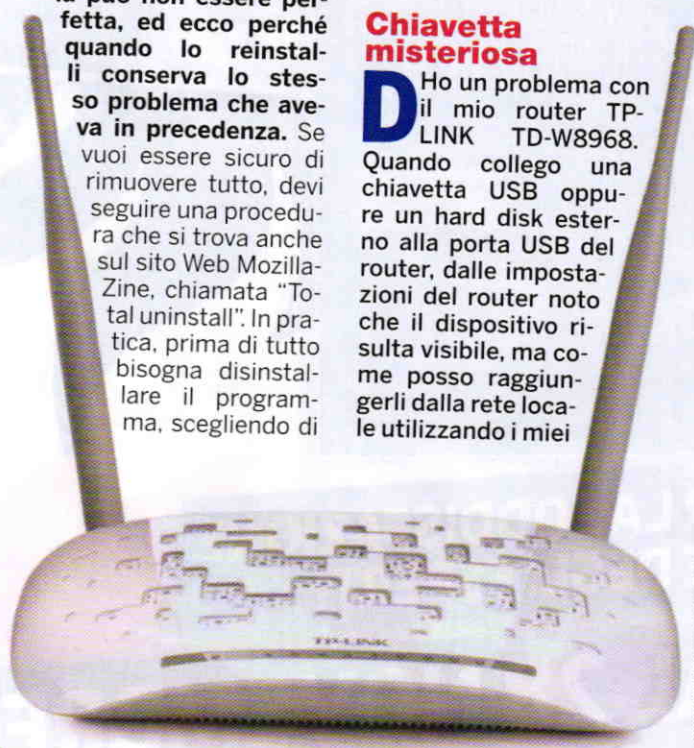 fetta, ed ecco perché
quando lo reinstal-
li conserva lo stes-
so problema che ave-
va in precedenza. Se
vuoi essere sicuro di
rimuovere tutto, devi
seguire una procedu-
ra che si trova anche
sul sito Web Mozilla-
Zine, chiamata "To-
tal uninstall". In pra-
tica, prima di tutto
bisogna disinstal-
lare il program-
ma, scegliendo di
Chiavetta
misteriosa
D Ho un problema con
il mio router TP-
LINK TD-W8968.
Quando collego una
chiavetta USB oppu-
re un hard disk ester-
no alla porta USB del
router, dalle imposta-
zioni del router noto
che il dispositivo ri-
sulta visibile, ma co-
me posso raggiun-
gerli dalla rete loca-
le utilizzando i miei
TP-LINK